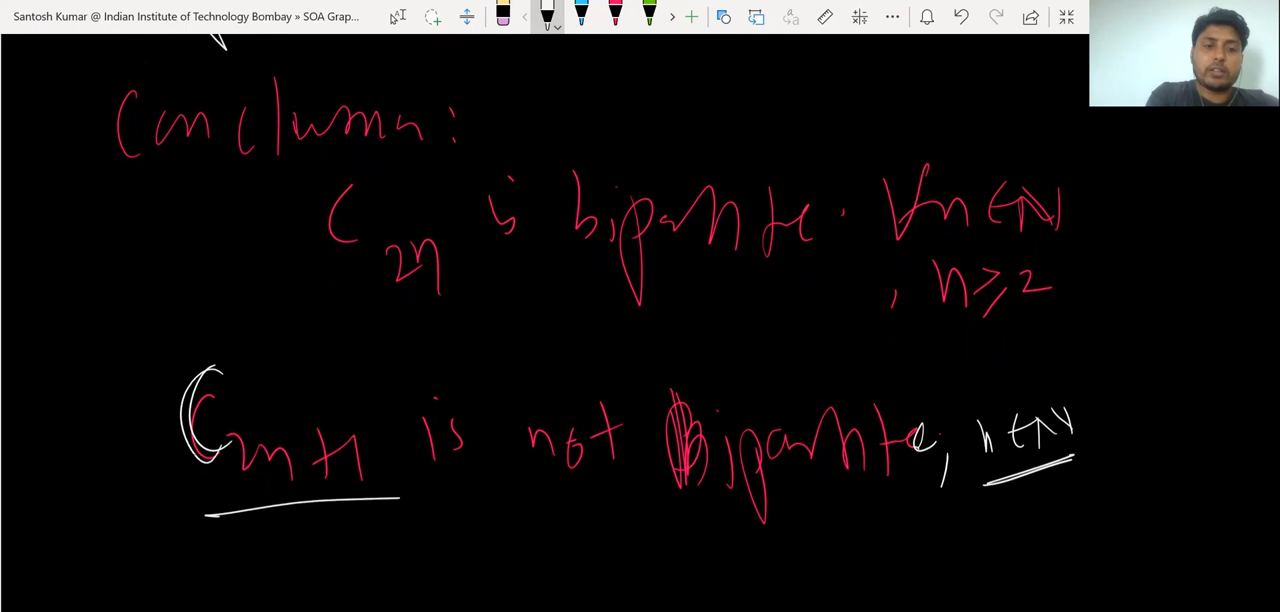 Santosh Kumar @ Indian Institute of Technology Bombay » SOA Grap...
Conclusion:
C₂ₙ is bipartite. ∀n∈ℕ
, n ≥ 2
C₂ₙ₊₁ is not Bipartite, n∈ℕ